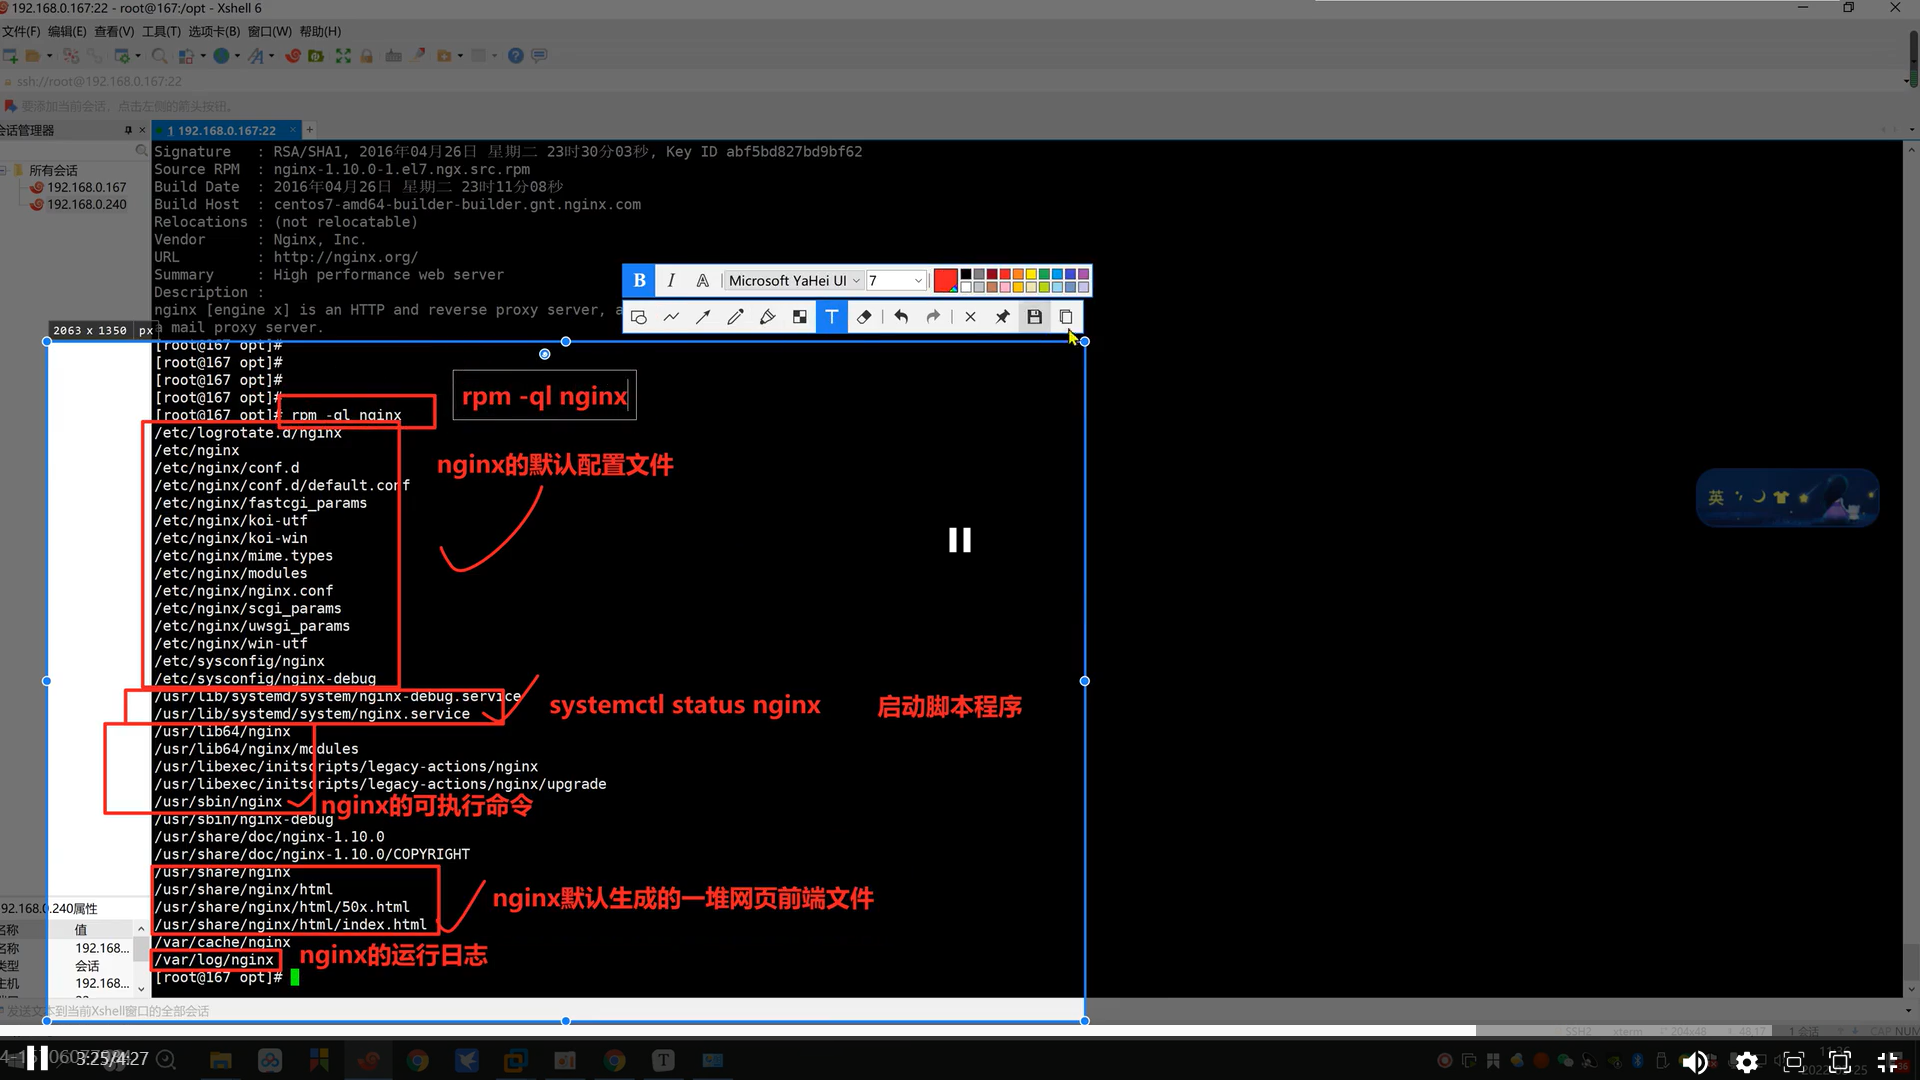 192.168.0.167:22 - root@167:/opt - Xshell 6
文件(F) 编辑(E) 查看(V) 工具(T) 选项卡(B) 窗口(W) 帮助(H)
ssh://root@192.168.0.167:22
要添加当前会话，点击左侧的箭头按钮。
会话管理器
1 192.168.0.167:22
所有会话
192.168.0.167
192.168.0.240
Signature   : RSA/SHA1, 2016年04月26日 星期二 23时30分03秒, Key ID abf5bd827bd9bf62
Source RPM  : nginx-1.10.0-1.el7.ngx.src.rpm
Build Date  : 2016年04月26日 星期二 23时11分08秒
Build Host  : centos7-amd64-builder-builder.gnt.nginx.com
Relocations : (not relocatable)
Vendor      : Nginx, Inc.
URL         : http://nginx.org/
Summary     : High performance web server
Description :
nginx [engine x] is an HTTP and reverse proxy server, a
a mail proxy server.
B I A Microsoft YaHei UI 7
T
2063 x 1350 px
[root@167 opt]#
[root@167 opt]#
[root@167 opt]#
[root@167 opt]#
[root@167 opt]# rpm -ql nginx
rpm -ql nginx
/etc/logrotate.d/nginx
/etc/nginx
/etc/nginx/conf.d
nginx的默认配置文件
/etc/nginx/conf.d/default.conf
/etc/nginx/fastcgi_params
/etc/nginx/koi-utf
/etc/nginx/koi-win
/etc/nginx/mime.types
/etc/nginx/modules
/etc/nginx/nginx.conf
/etc/nginx/scgi_params
/etc/nginx/uwsgi_params
/etc/nginx/win-utf
/etc/sysconfig/nginx
/etc/sysconfig/nginx-debug
/usr/lib/systemd/system/nginx-debug.service
/usr/lib/systemd/system/nginx.service
systemctl status nginx 启动脚本程序
/usr/lib64/nginx
/usr/lib64/nginx/modules
/usr/libexec/initscripts/legacy-actions/nginx
/usr/libexec/initscripts/legacy-actions/nginx/upgrade
/usr/sbin/nginx
nginx的可执行命令
/usr/sbin/nginx-debug
/usr/share/doc/nginx-1.10.0
/usr/share/doc/nginx-1.10.0/COPYRIGHT
/usr/share/nginx
/usr/share/nginx/html
/usr/share/nginx/html/50x.html
/usr/share/nginx/html/index.html
nginx默认生成的一堆网页前端文件
/var/cache/nginx
/var/log/nginx
nginx的运行日志
[root@167 opt]#
英
92.168.0.240属性
名称 值
名称 192.168...
类型 会话
主机 192.168...
发送文本到当前Xshell窗口的全部会话
SSH2 xterm 204x48 48,17 1 会话 CAP NUM
3:25/4:27